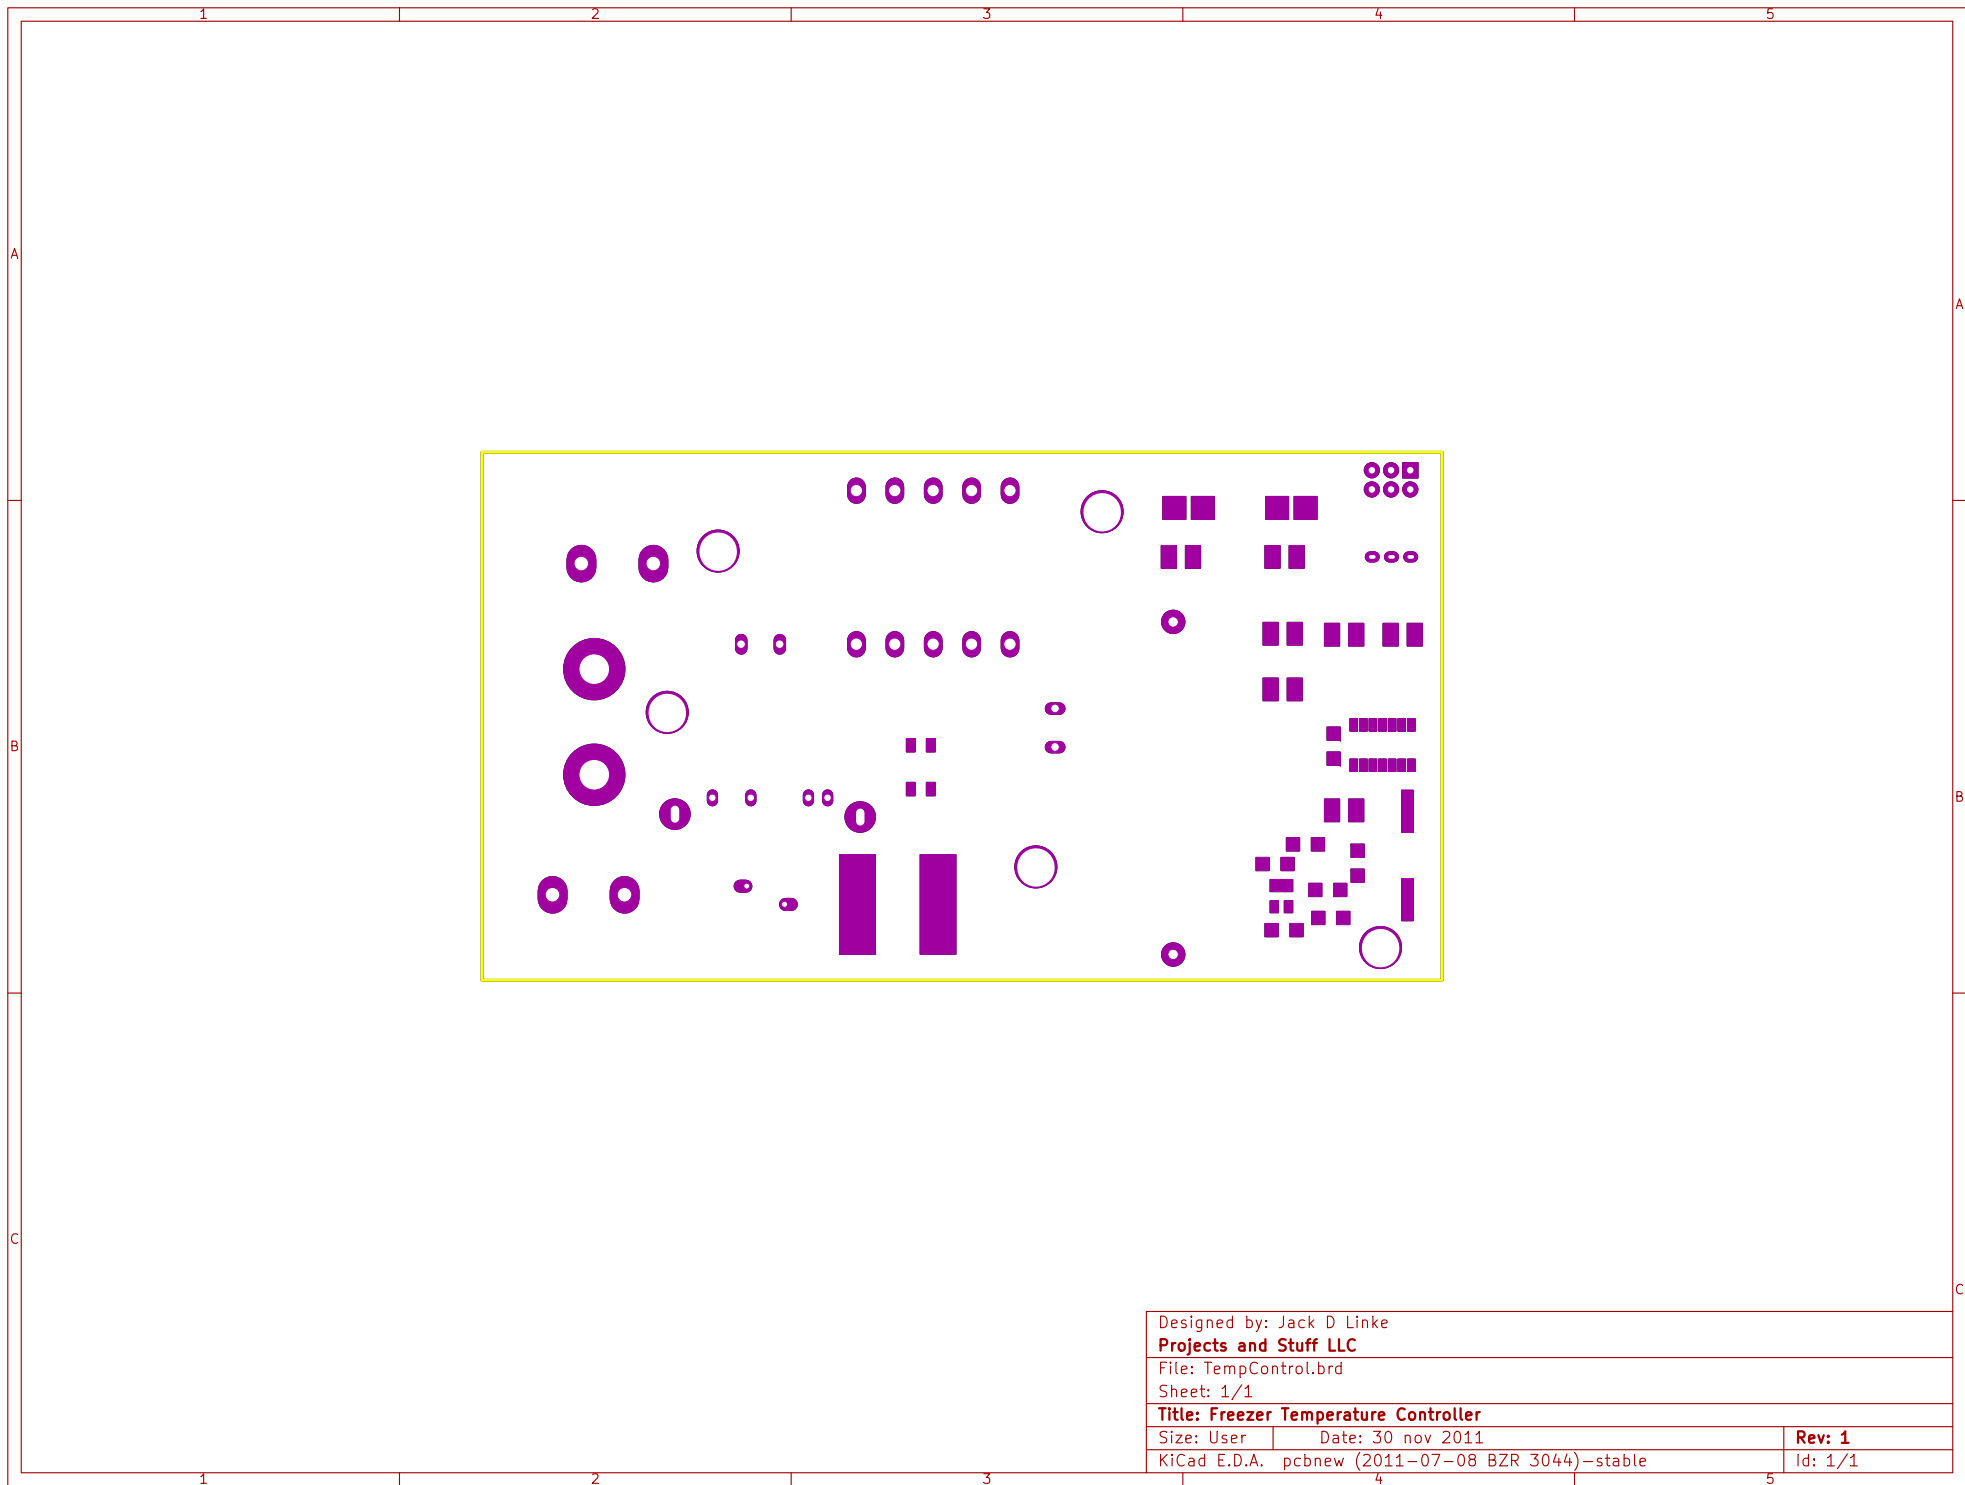 1 2 3 4 5
A
A
B
B
C
C
Designed by: Jack D Linke
Projects and Stuff LLC
File: TempControl.brd
Sheet: 1/1
Title: Freezer Temperature Controller
Size: User Date: 30 nov 2011 Rev: 1
KiCad E.D.A. pcbnew (2011-07-08 BZR 3044)-stable Id: 1/1
1 2 3 4 5